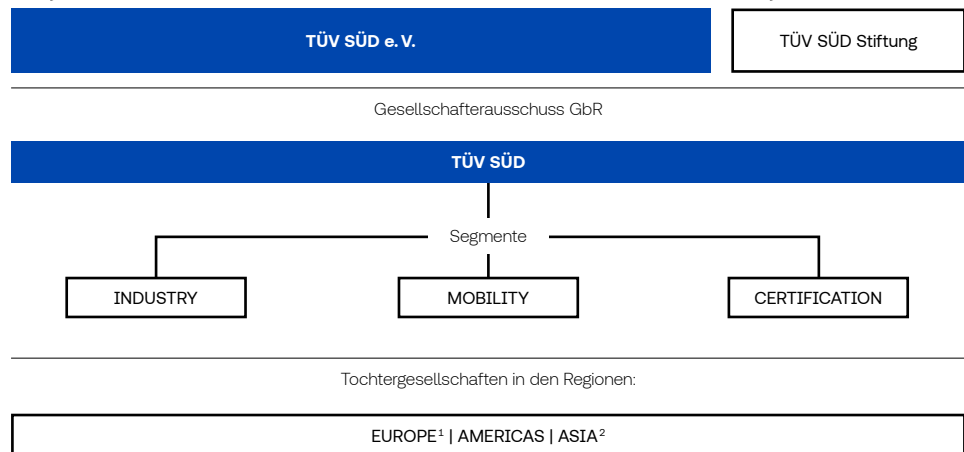 TÜV SÜD e. V.
TÜV SÜD Stiftung
Gesellschafterausschuss GbR
TÜV SÜD
Segmente
INDUSTRY
MOBILITY
CERTIFICATION
Tochtergesellschaften in den Regionen:
EUROPE¹ | AMERICAS | ASIA²